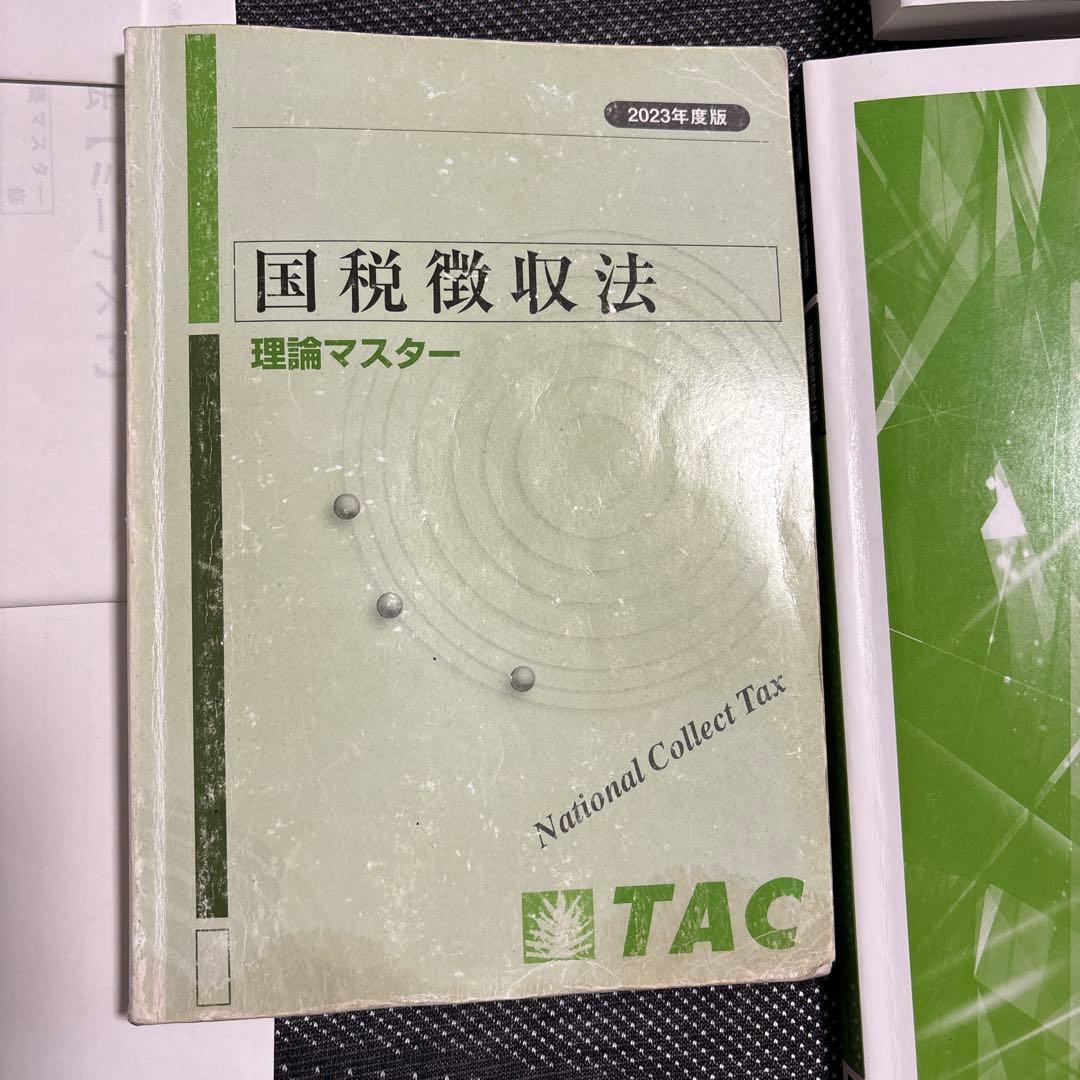 2023年度版
国税徴収法
理論マスター
National Collect Tax
TAC